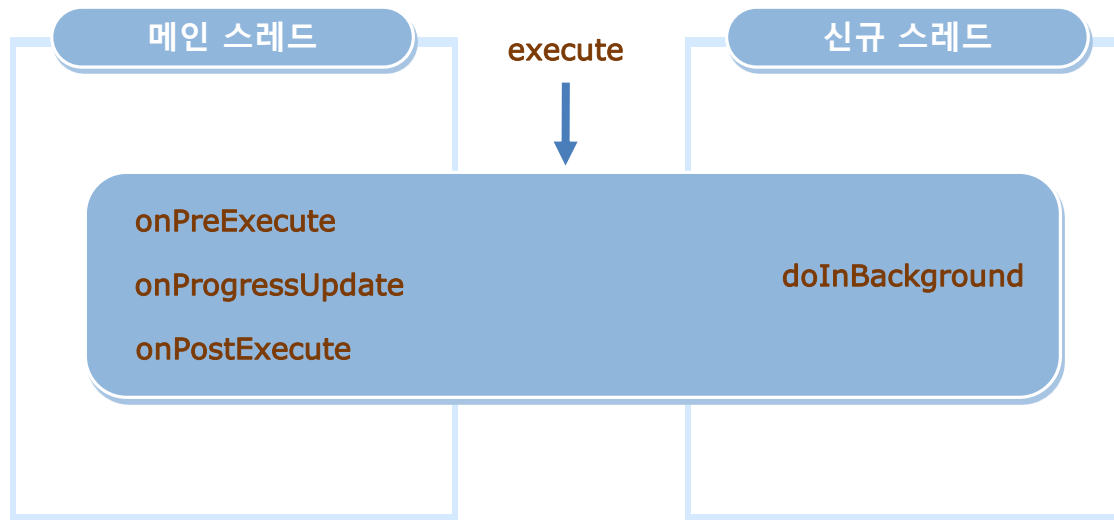 메인 스레드
execute
신규 스레드
onPreExecute
onProgressUpdate
doInBackground
onPostExecute